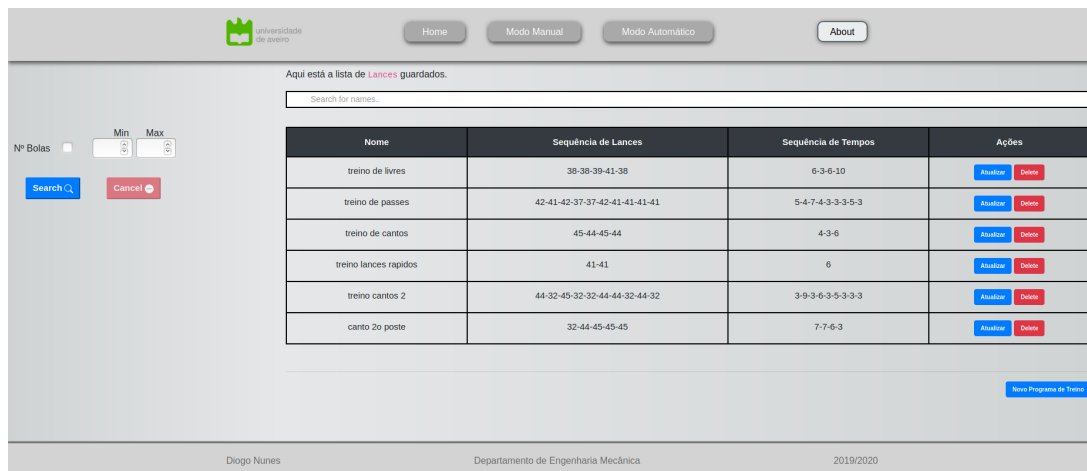 universidade
de aveiro
Home
Modo Manual
Modo Automático
About
Aqui está a lista de Lances guardados.
Search for names..
Min Max
Nº Bolas
Search
Cancel
Nome Sequência de Lances Sequência de Tempos Ações
treino de livres 38-38-39-41-38 6-3-6-10 Atualizar Delete
treino de passes 42-41-42-37-37-42-41-41-41-41 5-4-7-4-3-3-3-5-3 Atualizar Delete
treino de cantos 45-44-45-44 4-3-6 Atualizar Delete
treino lances rapidos 41-41 6 Atualizar Delete
treino cantos 2 44-32-45-32-32-44-44-32-44-32 3-9-3-6-3-5-3-3-3 Atualizar Delete
canto 2o poste 32-44-45-45-45 7-7-6-3 Atualizar Delete
Novo Programa de Treino
Diogo Nunes Departamento de Engenharia Mecânica 2019/2020